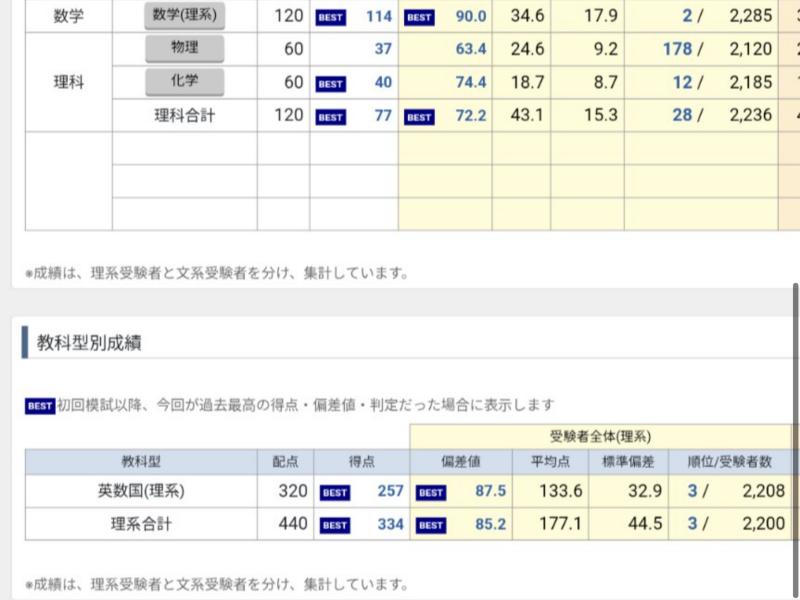 数学 数学(理系) 120 BEST 114 BEST 90.0 34.6 17.9 2 / 2,285
物理 60 37 63.4 24.6 9.2 178 / 2,120
理科 化学 60 BEST 40 74.4 18.7 8.7 12 / 2,185
理科合計 120 BEST 77 BEST 72.2 43.1 15.3 28 / 2,236
※成績は、理系受験者と文系受験者を分け、集計しています。
教科型別成績
BEST 初回模試以降、今回が過去最高の得点・偏差値・判定だった場合に表示します
受験者全体(理系)
教科型 配点 得点 偏差値 平均点 標準偏差 順位/受験者数
英数国(理系) 320 BEST 257 BEST 87.5 133.6 32.9 3 / 2,208
理系合計 440 BEST 334 BEST 85.2 177.1 44.5 3 / 2,200
※成績は、理系受験者と文系受験者を分け、集計しています。